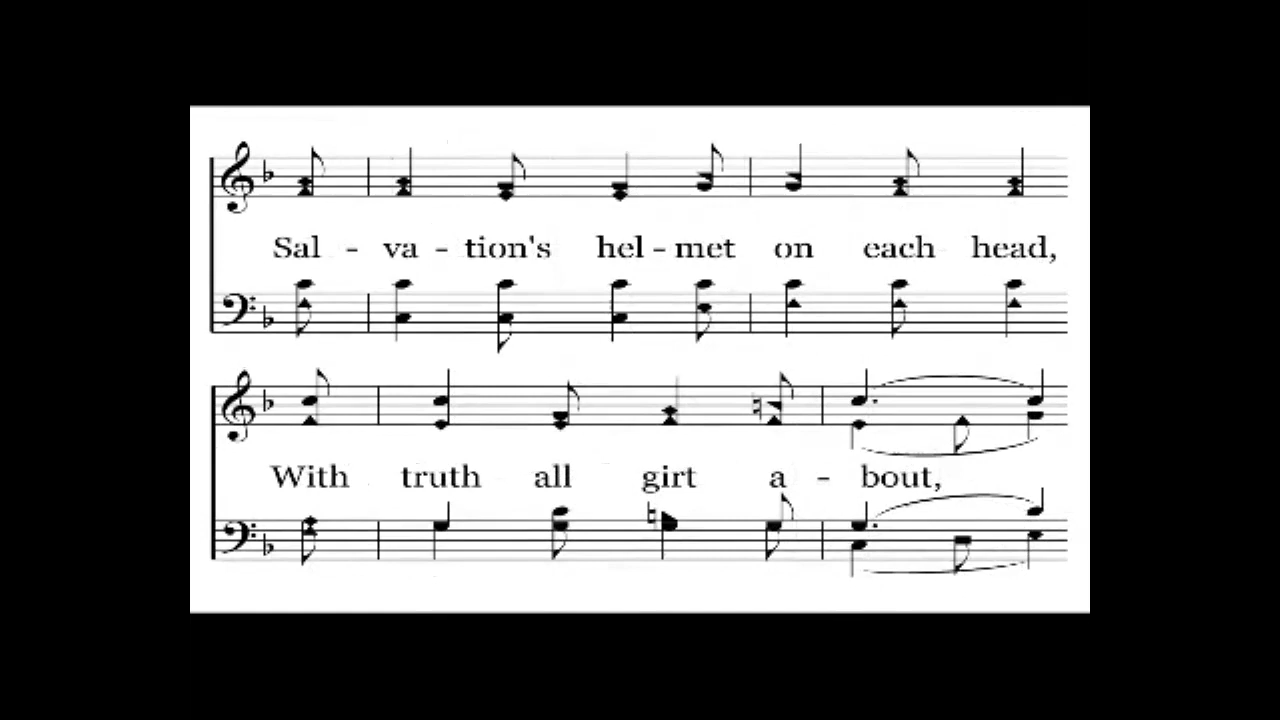 Sal - va - tion's hel - met on each head,
With truth all girt a - bout,